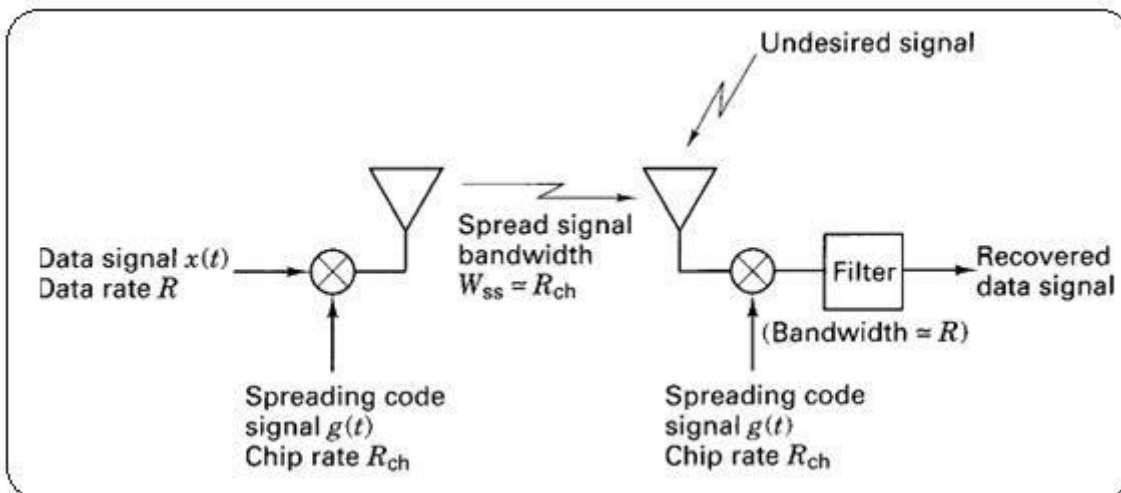 Undesired signal
Spread signal
bandwidth
W_ss ≃ R_ch
Data signal x(t)
Data rate R
Filter
Recovered
data signal
(Bandwidth ≃ R)
Spreading code
signal g(t)
Chip rate R_ch
Spreading code
signal g(t)
Chip rate R_ch